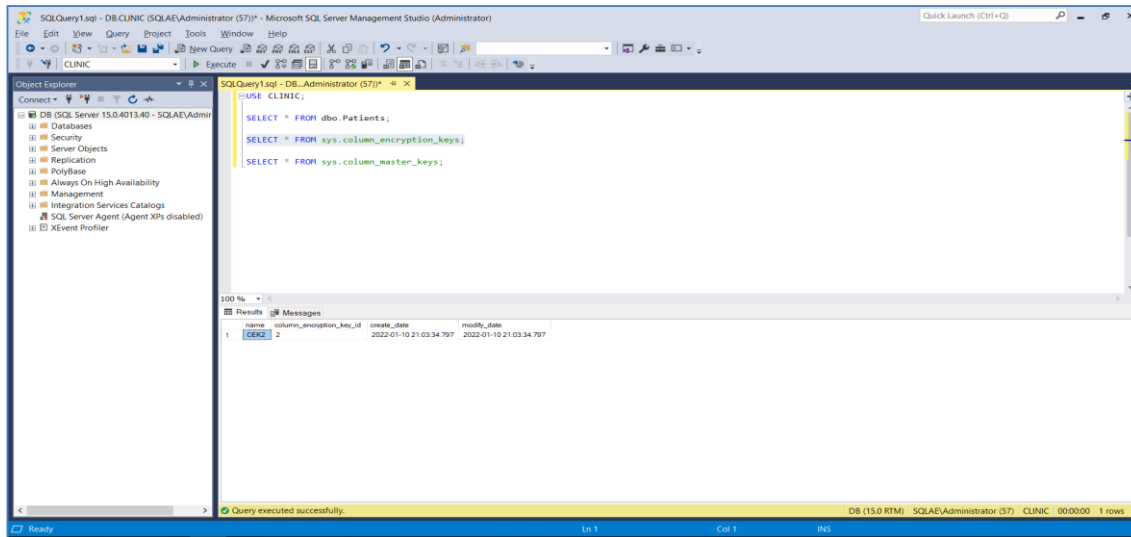 SQLQuery1.sql - DB.CLINIC (SQLAE\Administrator (57))* - Microsoft SQL Server Management Studio (Administrator)
Quick Launch (Ctrl+Q)
File Edit View Query Project Tools Window Help
New Query
CLINIC
Execute
Object Explorer
SQLQuery1.sql - DB...Administrator (57))*
Connect
DB (SQL Server 15.0.4013.40 - SQLAE\Admir
Databases
Security
Server Objects
Replication
PolyBase
Always On High Availability
Management
Integration Services Catalogs
SQL Server Agent (Agent XPs disabled)
XEvent Profiler
USE CLINIC;
SELECT * FROM dbo.Patients;
SELECT * FROM sys.column_encryption_keys;
SELECT * FROM sys.column_master_keys;
100 %
Results Messages
name column_encryption_key_id create_date modify_date
1 CEK2 2 2022-01-10 21:03:34.797 2022-01-10 21:03:34.797
Query executed successfully.
DB (15.0 RTM) SQLAE\Administrator (57) CLINIC 00:00:00 1 rows
Ready Ln 1 Col 1 INS